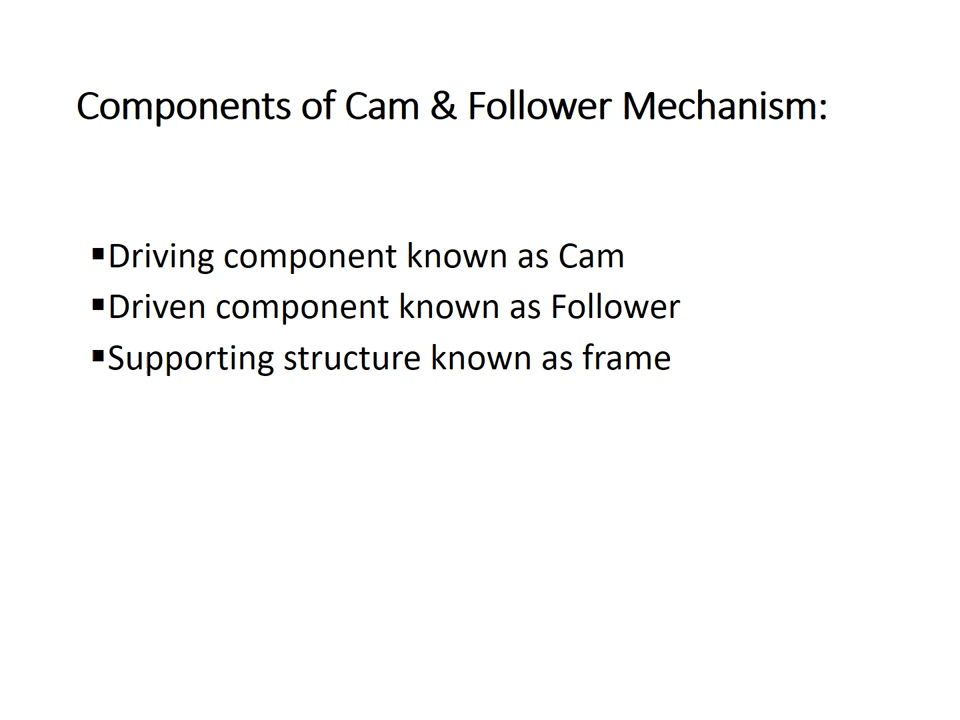 Components of Cam & Follower Mechanism:
▪Driving component known as Cam
▪Driven component known as Follower
▪Supporting structure known as frame